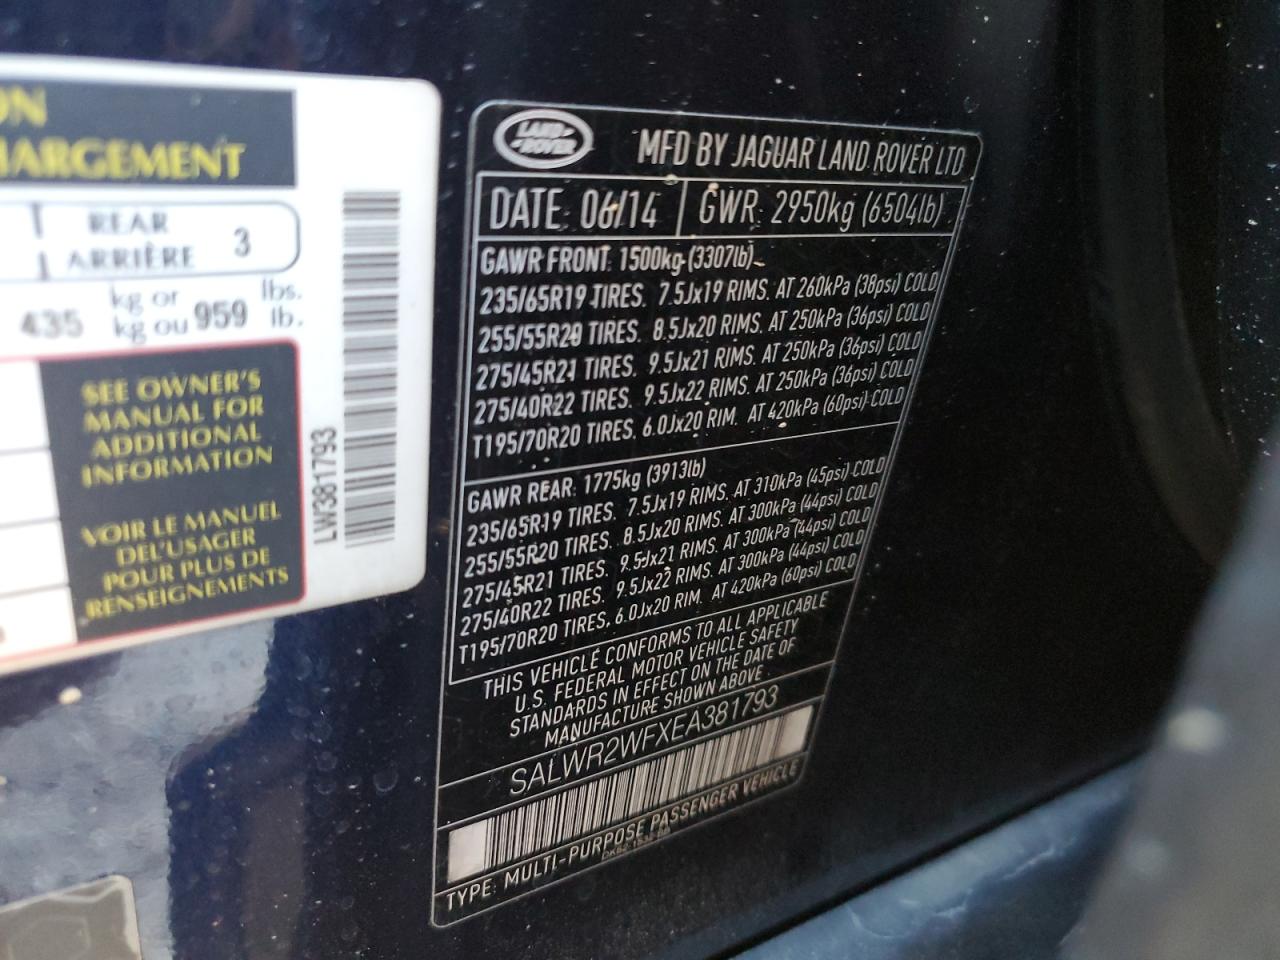 ON
HARGEMENT
REAR
ARRIÈRE 3
435 kg or 959 lbs.
kg ou lb.
SEE OWNER'S
MANUAL FOR
ADDITIONAL
INFORMATION
VOIR LE MANUEL
DEL'USAGER
POUR PLUS DE
RENSEIGNEMENTS
LW381793
LAND
ROVER
MFD BY JAGUAR LAND ROVER LTD
DATE: 06/14 GWR: 2950kg (6504lb)
GAWR FRONT: 1500kg (3307lb)
235/65R19 TIRES. 7.5Jx19 RIMS. AT 260kPa (38psi) COLD
255/55R20 TIRES. 8.5Jx20 RIMS. AT 250kPa (36psi) COLD
275/45R21 TIRES. 9.5Jx21 RIMS. AT 250kPa (36psi) COLD
275/40R22 TIRES. 9.5Jx22 RIMS. AT 250kPa (36psi) COLD
T195/70R20 TIRES. 6.0Jx20 RIM. AT 420kPa (60psi) COLD
GAWR REAR: 1775kg (3913lb)
235/65R19 TIRES. 7.5Jx19 RIMS. AT 310kPa (45psi) COLD
255/55R20 TIRES. 8.5Jx20 RIMS. AT 300kPa (44psi) COLD
275/45R21 TIRES. 9.5Jx21 RIMS. AT 300kPa (44psi) COLD
275/40R22 TIRES. 9.5Jx22 RIMS. AT 300kPa (44psi) COLD
T195/70R20 TIRES. 6.0Jx20 RIM. AT 420kPa (60psi) COLD
THIS VEHICLE CONFORMS TO ALL APPLICABLE
U.S. FEDERAL MOTOR VEHICLE SAFETY
STANDARDS IN EFFECT ON THE DATE OF
MANUFACTURE SHOWN ABOVE.
SALWR2WFXEA381793
TYPE: MULTI-PURPOSE PASSENGER VEHICLE